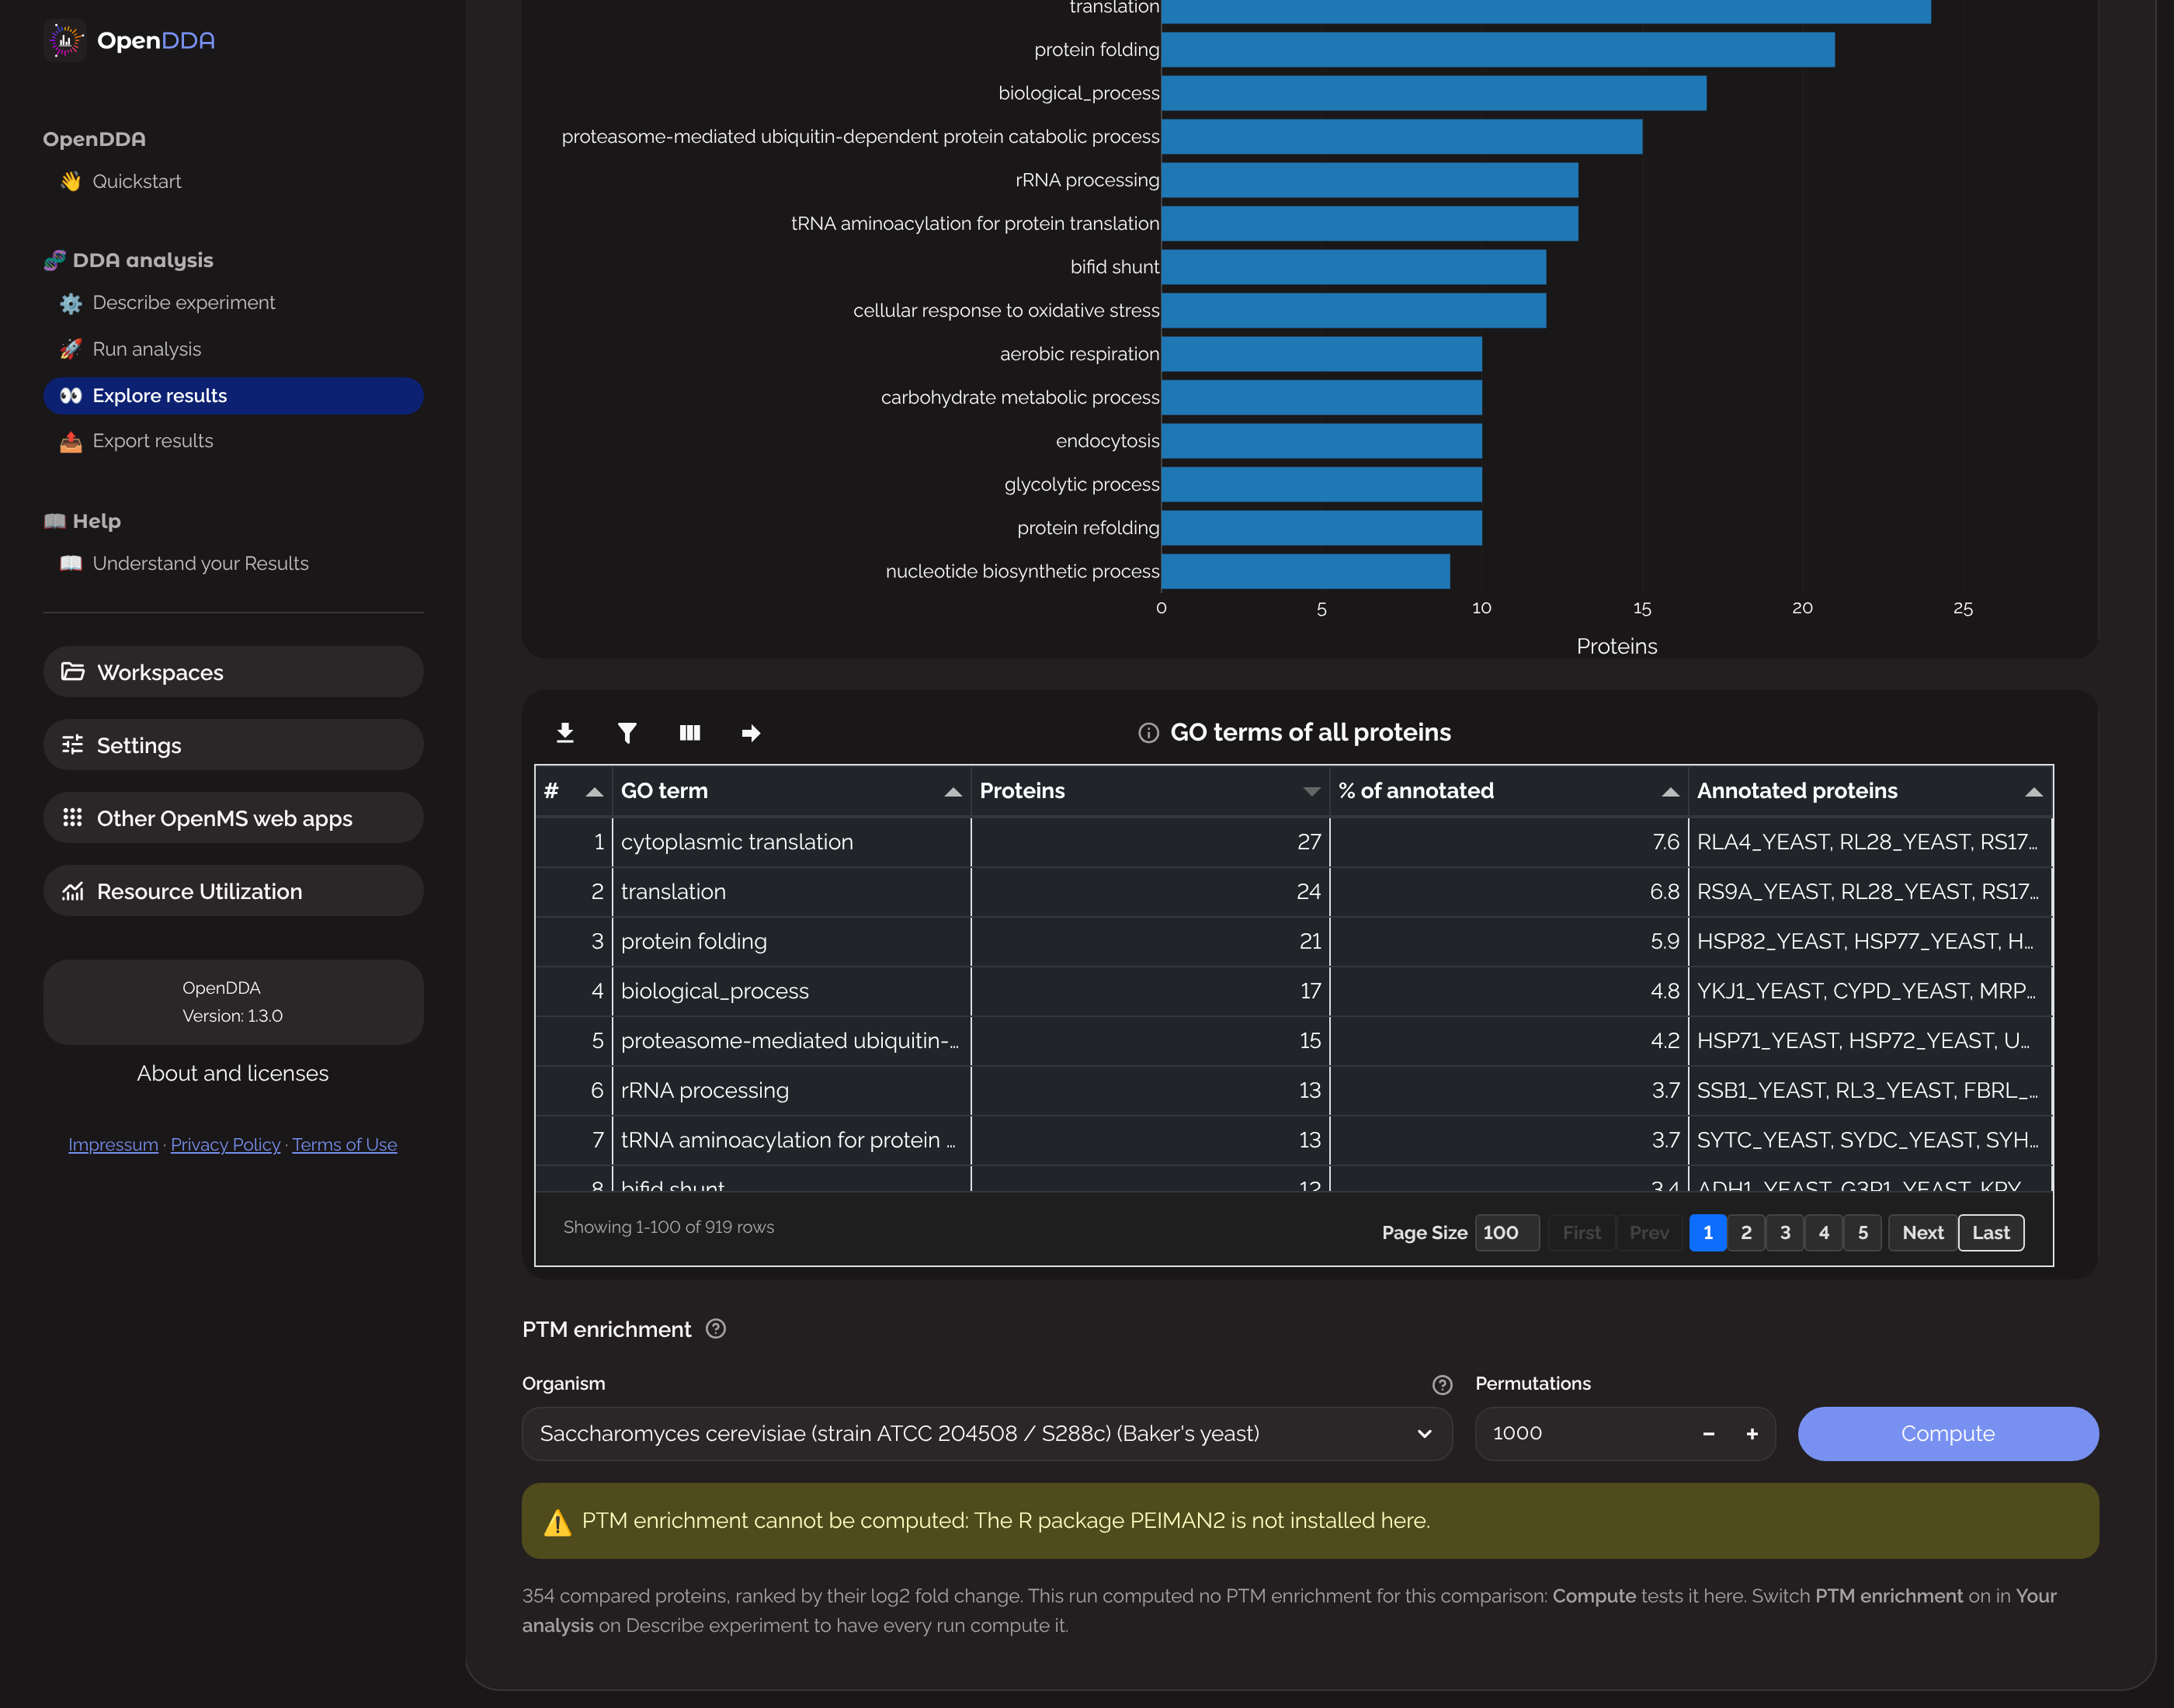 OpenDDA
OpenDDA
Quickstart
DDA analysis
Describe experiment
Run analysis
Explore results
Export results
Help
Understand your Results
Workspaces
Settings
Other OpenMS web apps
Resource Utilization
OpenDDA
Version: 1.3.0
About and licenses
Impressum · Privacy Policy · Terms of Use
translation
protein folding
biological_process
proteasome-mediated ubiquitin-dependent protein catabolic process
rRNA processing
tRNA aminoacylation for protein translation
bifid shunt
cellular response to oxidative stress
aerobic respiration
carbohydrate metabolic process
endocytosis
glycolytic process
protein refolding
nucleotide biosynthetic process
0 5 10 15 20 25
Proteins
GO terms of all proteins
# GO term Proteins % of annotated Annotated proteins
1 cytoplasmic translation 27 7.6 RLA4_YEAST, RL28_YEAST, RS17...
2 translation 24 6.8 RS9A_YEAST, RL28_YEAST, RS17...
3 protein folding 21 5.9 HSP82_YEAST, HSP77_YEAST, H...
4 biological_process 17 4.8 YKJ1_YEAST, CYPD_YEAST, MRP...
5 proteasome-mediated ubiquitin-... 15 4.2 HSP71_YEAST, HSP72_YEAST, U...
6 rRNA processing 13 3.7 SSB1_YEAST, RL3_YEAST, FBRL_...
7 tRNA aminoacylation for protein ... 13 3.7 SYTC_YEAST, SYDC_YEAST, SYH...
8 bifid shunt 12 3.4 ADH1_YEAST, G3P1_YEAST, KPY_
Showing 1-100 of 919 rows
Page Size 100 First Prev 1 2 3 4 5 Next Last
PTM enrichment
Organism
Permutations
Saccharomyces cerevisiae (strain ATCC 204508 / S288c) (Baker's yeast)
1000
Compute
PTM enrichment cannot be computed: The R package PEIMAN2 is not installed here.
354 compared proteins, ranked by their log2 fold change. This run computed no PTM enrichment for this comparison: Compute tests it here. Switch PTM enrichment on in Your
analysis on Describe experiment to have every run compute it.